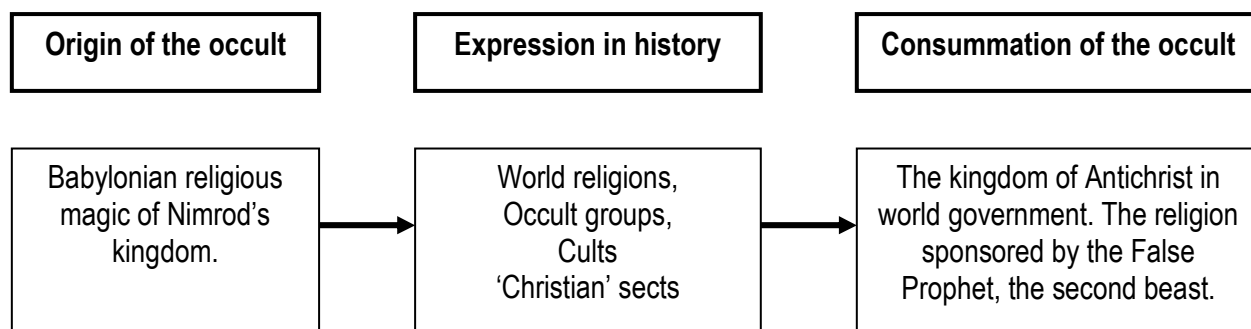 Origin of the occult
Expression in history
Consummation of the occult
Babylonian religious
magic of Nimrod’s
kingdom.
World religions,
Occult groups,
Cults
‘Christian’ sects
The kingdom of Antichrist in
world government. The religion
sponsored by the False
Prophet, the second beast.